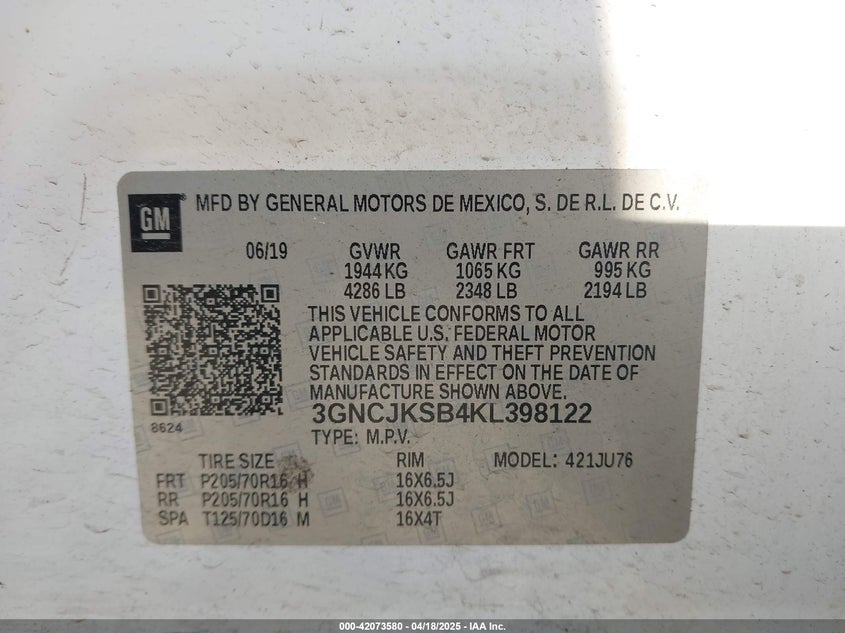 GM
MFD BY GENERAL MOTORS DE MEXICO, S. DE R.L. DE C.V.
06/19 GVWR GAWR FRT GAWR RR
1944 KG 1065 KG 995 KG
4286 LB 2348 LB 2194 LB
THIS VEHICLE CONFORMS TO ALL
APPLICABLE U.S. FEDERAL MOTOR
VEHICLE SAFETY AND THEFT PREVENTION
STANDARDS IN EFFECT ON THE DATE OF
MANUFACTURE SHOWN ABOVE.
8624
3GNCJKSB4KL398122
TYPE: M.P.V.
TIRE SIZE RIM MODEL: 421JU76
FRT P205/70R16 H 16X6.5J
RR P205/70R16 H 16X6.5J
SPA T125/70D16 M 16X4T
000-42073580 - 04/18/2025 - IAA Inc.